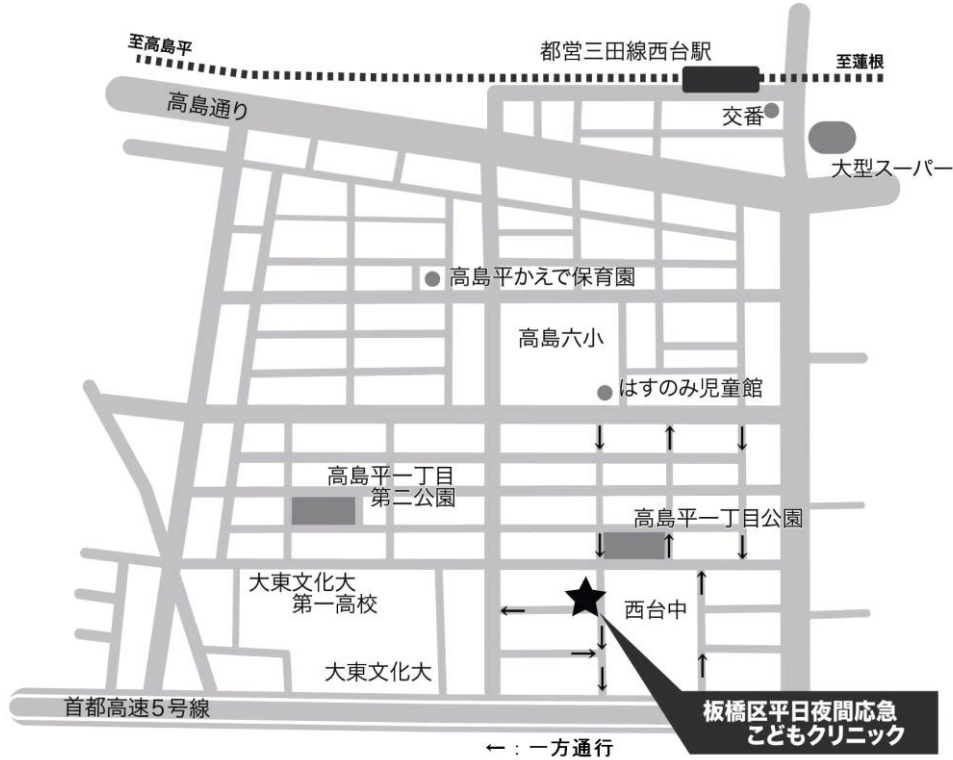 至高島平
都営三田線西台駅
至蓮根
高島通り
交番
大型スーパー
高島平かえで保育園
高島六小
はすのみ児童館
高島平一丁目
第二公園
高島平一丁目公園
大東文化大
第一高校
西台中
大東文化大
首都高速5号線
板橋区平日夜間応急
こどもクリニック
←：一方通行